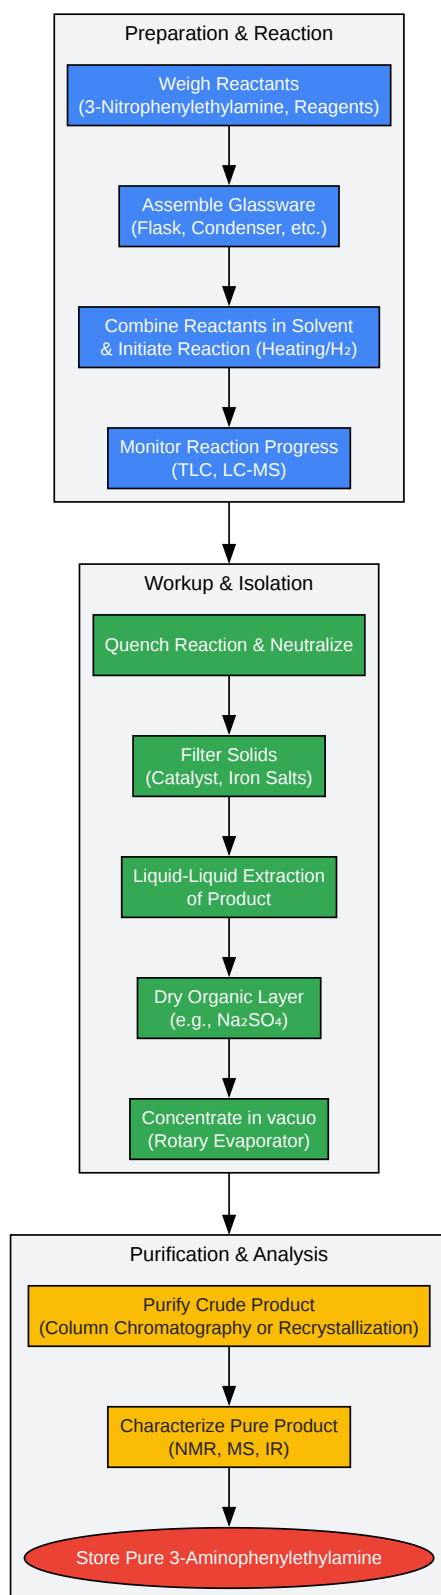 Preparation & Reaction
Weigh Reactants
(3-Nitrophenylethylamine, Reagents)
Assemble Glassware
(Flask, Condenser, etc.)
Combine Reactants in Solvent
& Initiate Reaction (Heating/H₂)
Monitor Reaction Progress
(TLC, LC-MS)
Workup & Isolation
Quench Reaction & Neutralize
Filter Solids
(Catalyst, Iron Salts)
Liquid-Liquid Extraction
of Product
Dry Organic Layer
(e.g., Na₂SO₄)
Concentrate in vacuo
(Rotary Evaporator)
Purification & Analysis
Purify Crude Product
(Column Chromatography or Recrystallization)
Characterize Pure Product
(NMR, MS, IR)
Store Pure 3-Aminophenylethylamine